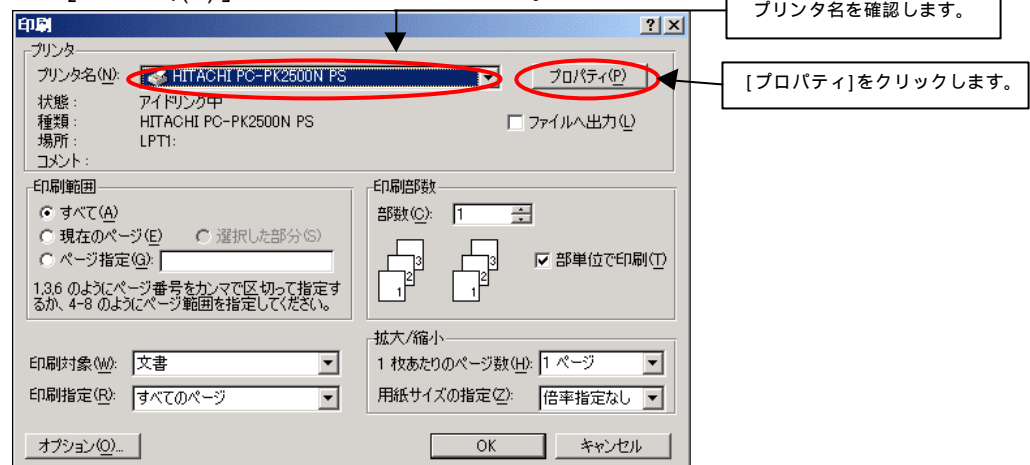 プリンタ名を確認します。
印刷
プリンタ
プリンタ名(N): HITACHI PC-PK2500N PS プロパティ(P)
[プロパティ]をクリックします。
状態： アイドリング中
種類： HITACHI PC-PK2500N PS ファイルへ出力(L)
場所： LPT1:
コメント：
印刷範囲
すべて(A)
現在のページ(E) 選択した部分(S)
ページ指定(G):
1,3,6 のようにページ番号をカンマで区切って指定す
るか、4-8 のようにページ範囲を指定してください。
印刷部数
部数(C): 1
部単位で印刷(T)
3 2 1 3 2 1
印刷対象(W): 文書
印刷指定(R): すべてのページ
拡大/縮小
1 枚あたりのページ数(H): 1 ページ
用紙サイズの指定(Z): 倍率指定なし
オプション(O)... OK キャンセル